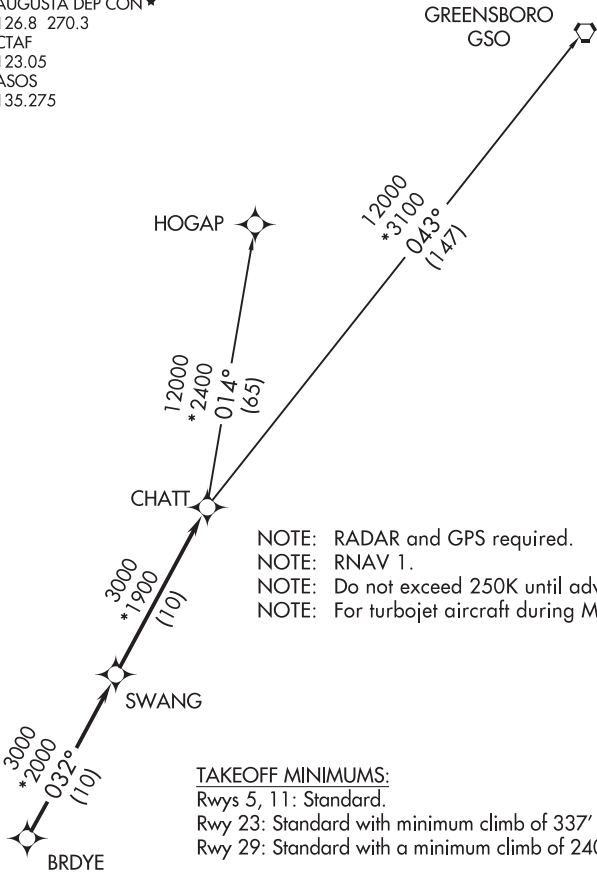 AUGUSTA DEP CON ★
126.8 270.3
CTAF
123.05
ASOS
135.275
GREENSBORO
GSO
12000
*3100
043°
(147)
HOGAP
12000
*2400
014°
(65)
CHATT
NOTE: RADAR and GPS required.
NOTE: RNAV 1.
NOTE: Do not exceed 250K until
NOTE: For turbojet aircraft during
3000
*1900
(10)
SWANG
3000
*2000
032°
(10)
TAKEOFF MINIMUMS:
Rwys 5, 11: Standard.
Rwy 23: Standard with minimum climb of 337'
Rwy 29: Standard with a minimum climb of 240
BRDYE